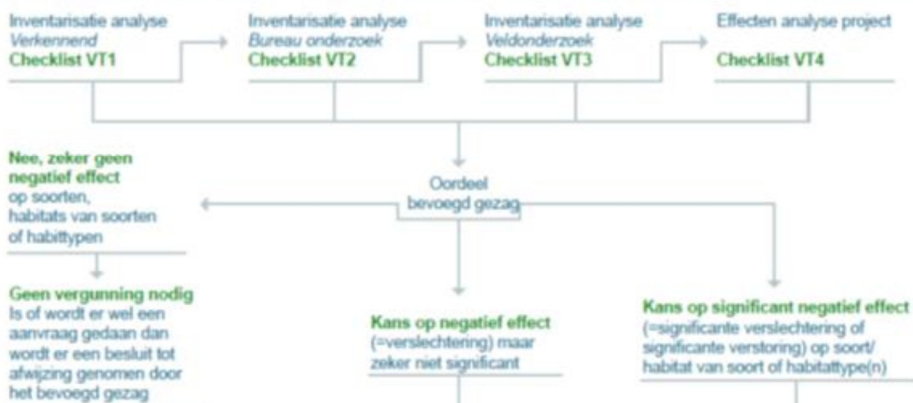 Inventarisatie analyse
Verkennend
Checklist VT1
Inventarisatie analyse
Bureau onderzoek
Checklist VT2
Inventarisatie analyse
Veldonderzoek
Checklist VT3
Effecten analyse project
Checklist VT4
Oordeel
bevoegd gezag
Nee, zeker geen
negatief effect
op soorten,
habitats van soorten
of habittypen
Geen vergunning nodig
Is of wordt er wel een
aanvraag gedaan dan
wordt er een besluit tot
afwijzing genomen door
het bevoegd gezag
Kans op negatief effect
(=verslechtering) maar
zeker niet significant
Kans op significant negatief effect
(=significante verslechtering of
significante verstoring) op soort/
habitat van soort of habitattype(n)